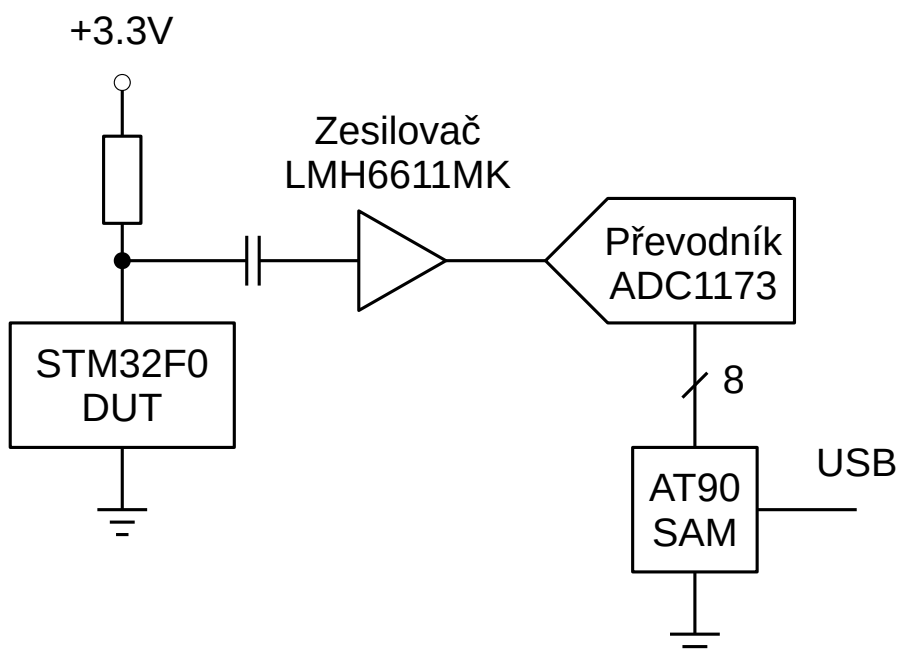 +3.3V
Zesilovač
LMH6611MK
Převodník
ADC1173
STM32F0
DUT
8
AT90
SAM
USB